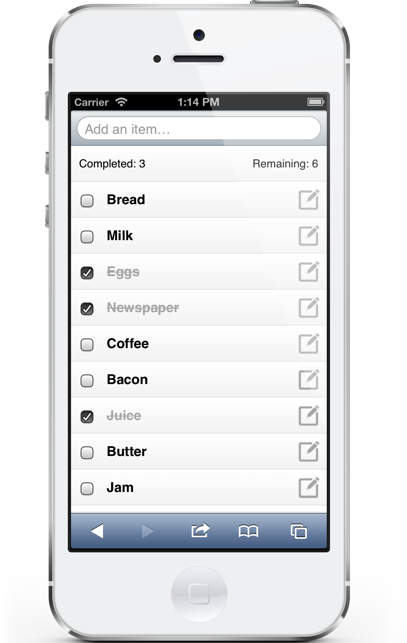 Carrier 1:14 PM
Add an item…
Completed: 3 Remaining: 6
Bread
Milk
Eggs
Newspaper
Coffee
Bacon
Juice
Butter
Jam